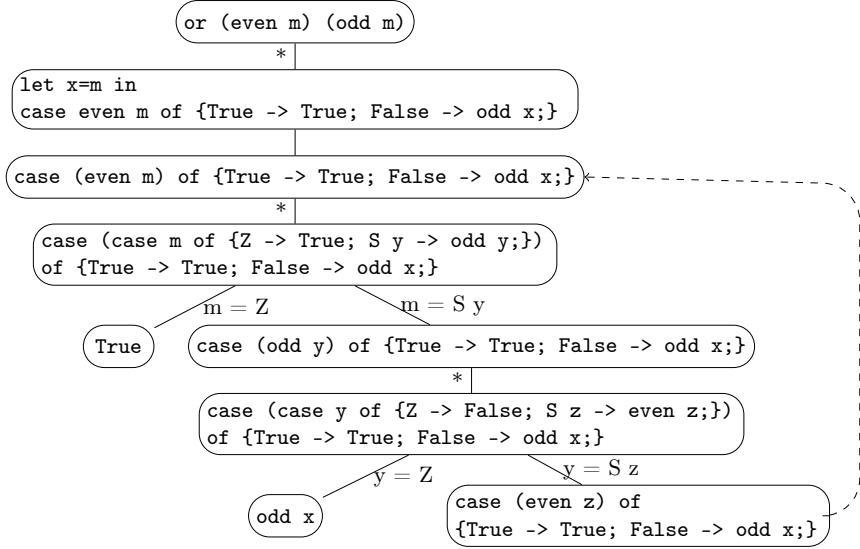 or (even m) (odd m)
*
let x=m in
case even m of {True -> True; False -> odd x;}
case (even m) of {True -> True; False -> odd x;}
*
case (case m of {Z -> True; S y -> odd y;})
of {True -> True; False -> odd x;}
m = Z
m = S y
True
case (odd y) of {True -> True; False -> odd x;}
*
case (case y of {Z -> False; S z -> even z;})
of {True -> True; False -> odd x;}
y = Z
y = S z
odd x
case (even z) of
{True -> True; False -> odd x;}